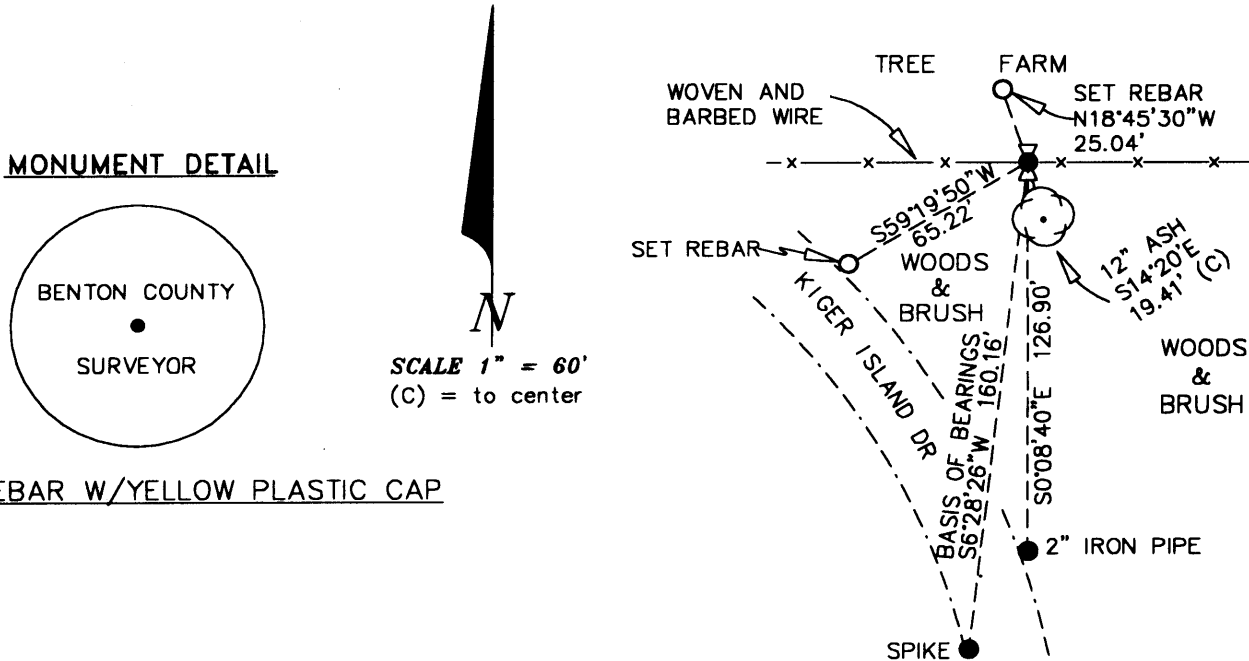 MONUMENT DETAIL
BENTON COUNTY
SURVEYOR
EBAR W/YELLOW PLASTIC CAP
N
SCALE 1" = 60'
(C) = to center
TREE FARM
WOVEN AND
BARBED WIRE
SET REBAR
N18°45'30"W
25.04'
S59°19'50"W
65.22'
SET REBAR
WOODS
&
BRUSH
12" ASH
S14°20'E
19.41' (C)
KIGER ISLAND DR
BASIS OF BEARINGS
S6°28'26"W 160.16'
S0°08'40"E 126.90'
WOODS
&
BRUSH
2" IRON PIPE
SPIKE